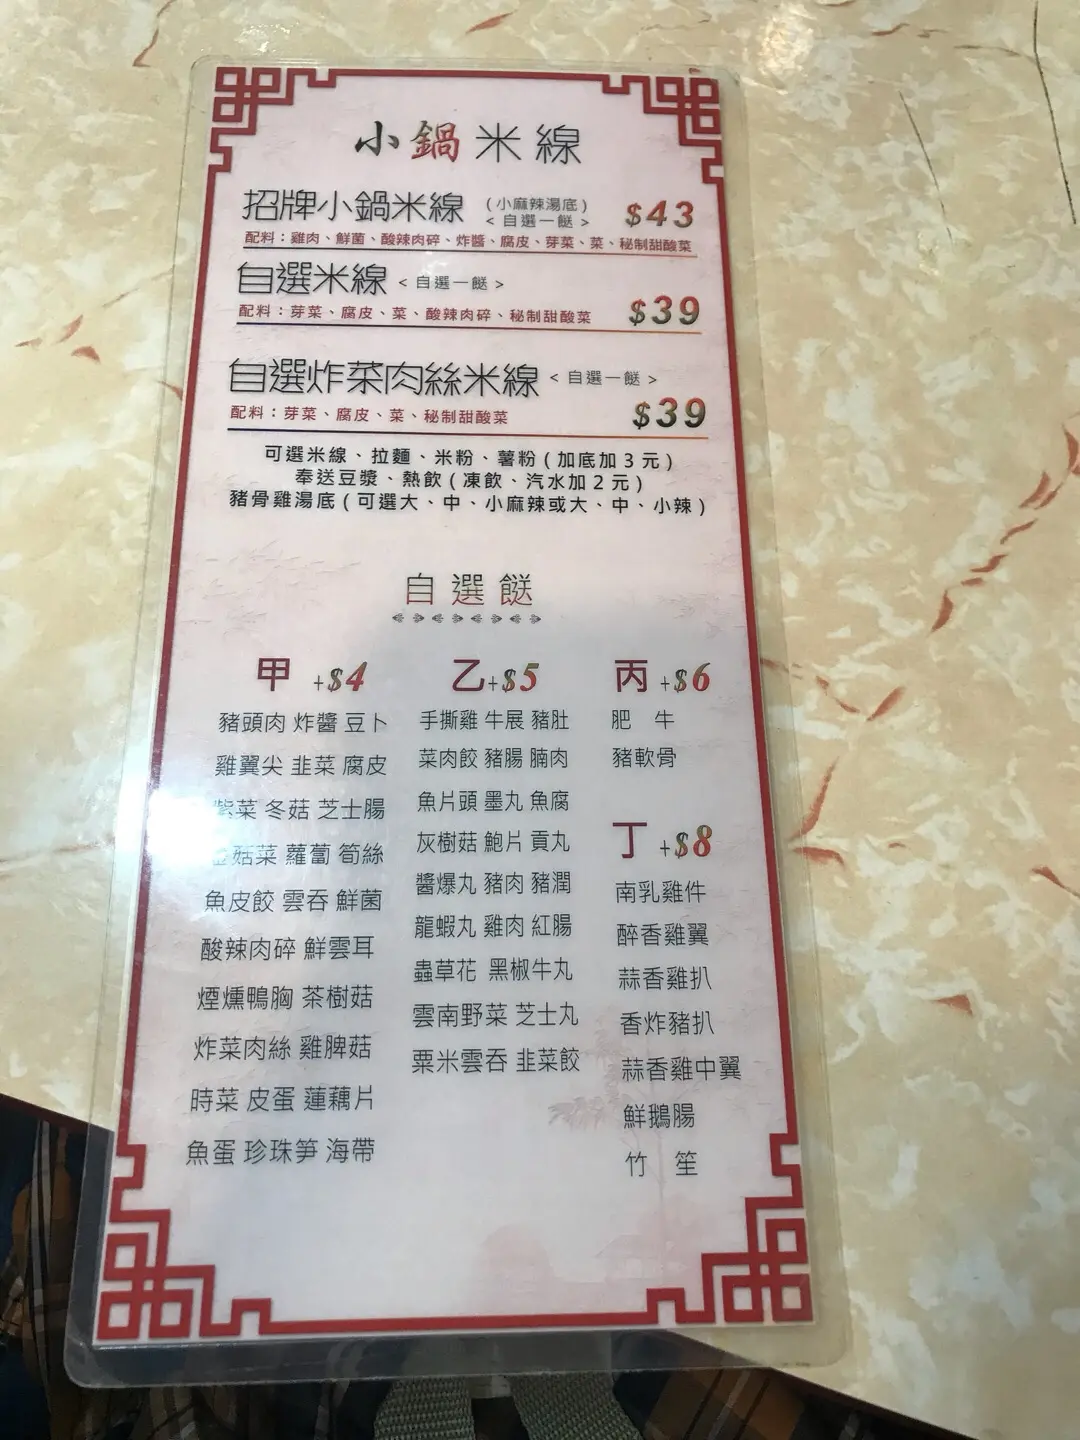 小鍋米線
招牌小鍋米線 (小麻辣湯底)
< 自選一餸 > $43
配料：雞肉、鮮菌、酸辣肉碎、炸醬、腐皮、芽菜、菜、秘制甜酸菜
自選米線 < 自選一餸 >
配料：芽菜、腐皮、菜、酸辣肉碎、秘制甜酸菜 $39
自選炸菜肉絲米線 < 自選一餸 >
配料：芽菜、腐皮、菜、秘制甜酸菜 $39
可選米線、拉麵、米粉、薯粉 ( 加底加 3 元 )
奉送豆漿、熱飲 ( 凍飲、汽水加 2 元 )
豬骨雞湯底 ( 可選大、中、小麻辣或大、中、小辣 )
自選餸
甲 +$4
豬頭肉 炸醬 豆卜
雞翼尖 韭菜 腐皮
紫菜 冬菇 芝士腸
金菇菜 蘿蔔 筍絲
魚皮餃 雲吞 鮮菌
酸辣肉碎 鮮雲耳
煙燻鴨胸 茶樹菇
炸菜肉絲 雞脾菇
時菜 皮蛋 蓮藕片
魚蛋 珍珠笋 海帶
乙 +$5
手撕雞 牛展 豬肚
菜肉餃 豬腸 腩肉
魚片頭 墨丸 魚腐
灰樹菇 鮑片 貢丸
醬爆丸 豬肉 豬潤
龍蝦丸 雞肉 紅腸
蟲草花 黑椒牛丸
雲南野菜 芝士丸
粟米雲吞 韭菜餃
丙 +$6
肥 牛
豬軟骨
丁 +$8
南乳雞件
醉香雞翼
蒜香雞扒
香炸豬扒
蒜香雞中翼
鮮鵝腸
竹 笙